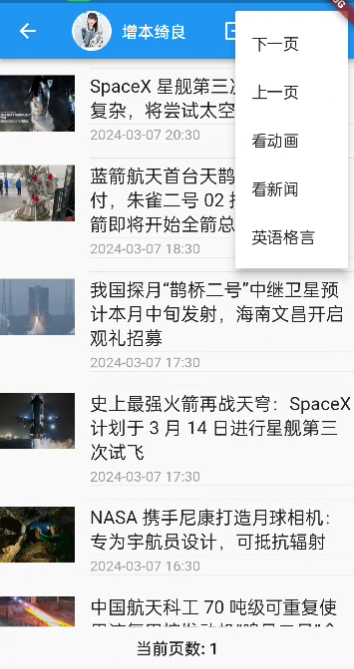 增本绮良
下一页
上一页
看动画
看新闻
英语格言
SpaceX 星舰第三
复杂，将尝试太空
2024-03-07 20:30
蓝箭航天首台天鹊
付，朱雀二号 02
箭即将开始全箭总
2024-03-07 18:30
我国探月“鹊桥二号”中继卫星预
计本月中旬发射，海南文昌开启
观礼招募
2024-03-07 17:30
史上最强火箭再战天穹：SpaceX
计划于 3 月 14 日进行星舰第三
次试飞
2024-03-07 17:30
NASA 携手尼康打造月球相机：
专为宇航员设计，可抵抗辐射
2024-03-07 16:30
中国航天科工 70 吨级可重复使
当前页数: 1